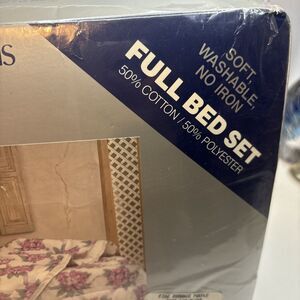 SOFT
WASHABLE
NO IRON
FULL BED SET
50% COTTON / 50% POLYESTER